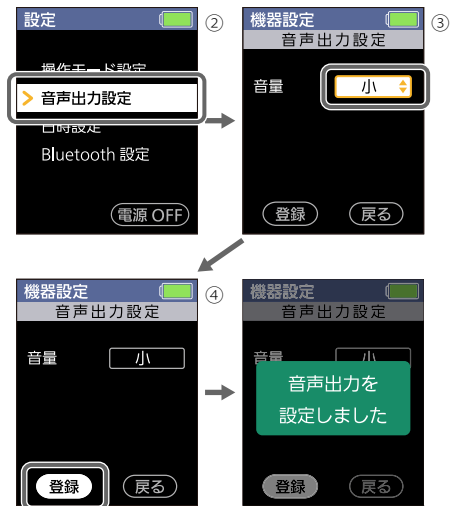 設定
②
操作モード設定
音声出力設定
日時設定
Bluetooth 設定
電源 OFF
機器設定
③
音声出力設定
音量
小
登録
戻る
機器設定
④
音声出力設定
音量
小
登録
戻る
機器設定
音声出力設定
音量
小
音声出力を
設定しました
登録
戻る